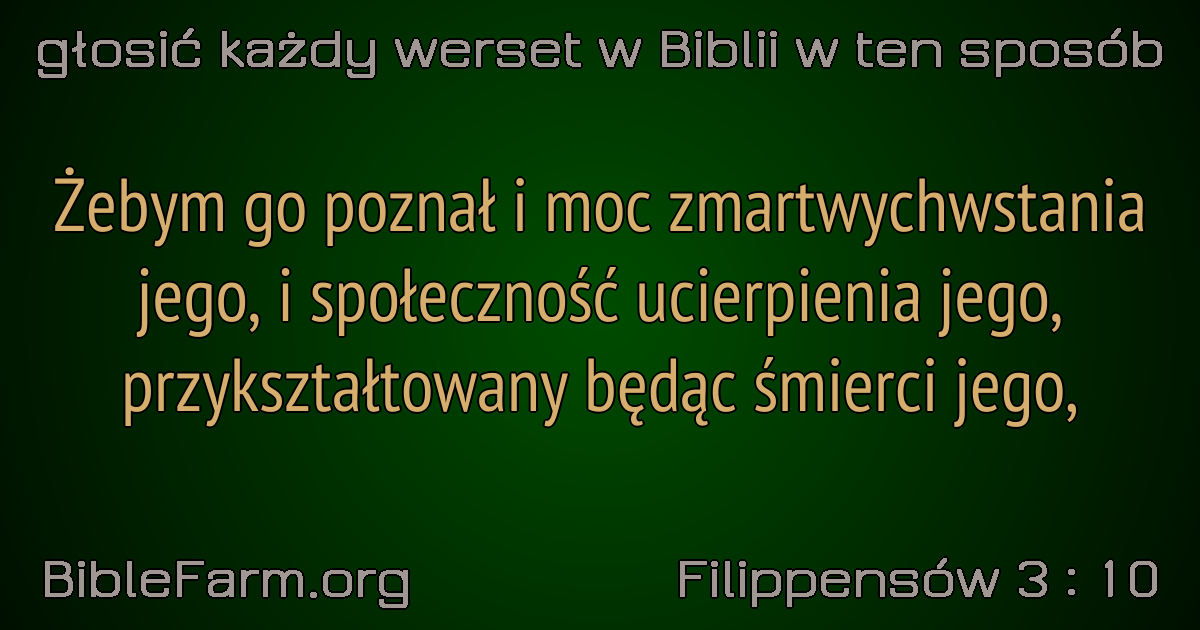 głosić każdy werset w Biblii w ten sposób
Żebym go poznał i moc zmartwychwstania
jego, i społeczność ucierpienia jego,
przykształtowany będąc śmierci jego,
BibleFarm.org
Filippensów 3 : 10